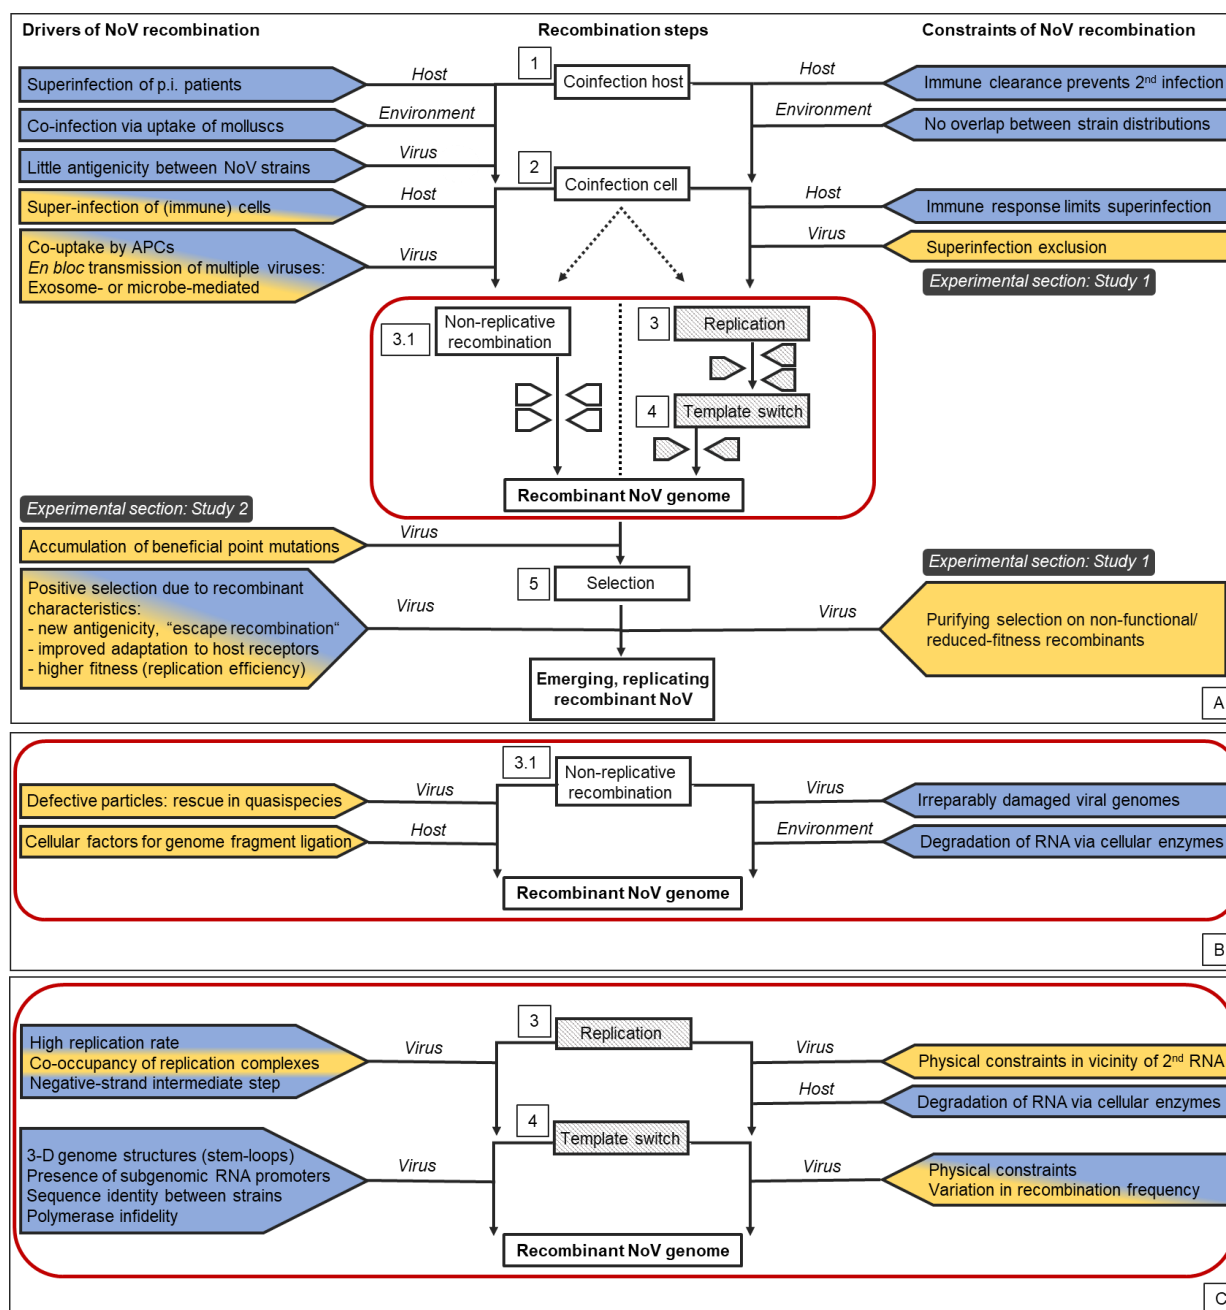 Drivers of NoV recombination
Recombination steps
Constraints of NoV recombination
1
Coinfection host
Superinfection of p.i. patients
Host
Host
Immune clearance prevents 2nd infection
Co-infection via uptake of molluscs
Environment
Environment
No overlap between strain distributions
Little antigenicity between NoV strains
Virus
2
Coinfection cell
Super-infection of (immune) cells
Host
Host
Immune response limits superinfection
Co-uptake by APCs
En bloc transmission of multiple viruses:
Exosome- or microbe-mediated
Virus
Virus
Superinfection exclusion
Experimental section: Study 1
3.1
Non-replicative
recombination
3
Replication
4
Template switch
Recombinant NoV genome
Experimental section: Study 2
Accumulation of beneficial point mutations
Virus
5
Selection
Experimental section: Study 1
Positive selection due to recombinant
characteristics:
- new antigenicity, “escape recombination“
- improved adaptation to host receptors
- higher fitness (replication efficiency)
Virus
Virus
Purifying selection on non-functional/
reduced-fitness recombinants
Emerging, replicating
recombinant NoV
A
3.1
Non-replicative
recombination
Defective particles: rescue in quasispecies
Virus
Virus
Irreparably damaged viral genomes
Cellular factors for genome fragment ligation
Host
Environment
Degradation of RNA via cellular enzymes
Recombinant NoV genome
B
3
Replication
High replication rate
Co-occupancy of replication complexes
Negative-strand intermediate step
Virus
Virus
Physical constraints in vicinity of 2nd RNA
Host
Degradation of RNA via cellular enzymes
4
Template switch
3-D genome structures (stem-loops)
Presence of subgenomic RNA promoters
Sequence identity between strains
Polymerase infidelity
Virus
Virus
Physical constraints
Variation in recombination frequency
Recombinant NoV genome
C